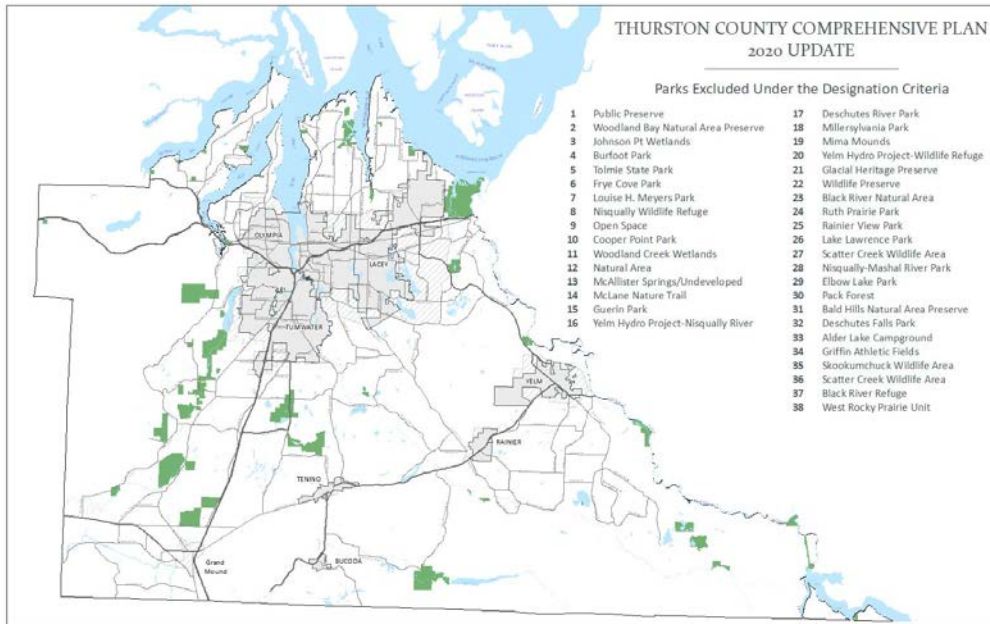 THURSTON COUNTY COMPREHENSIVE PLAN
2020 UPDATE
Parks Excluded Under the Designation Criteria
1 Public Preserve
2 Woodland Bay Natural Area Preserve
3 Johnson Pt Wetlands
4 Burfoot Park
5 Tolmie State Park
6 Frye Cove Park
7 Louise H. Meyers Park
8 Nisqually Wildlife Refuge
9 Open Space
10 Cooper Point Park
11 Woodland Creek Wetlands
12 Natural Area
13 McAllister Springs/Undeveloped
14 McLane Nature Trail
15 Guerin Park
16 Yelm Hydro Project-Nisqually River
17 Deschutes River Park
18 Millersylvania Park
19 Mima Mounds
20 Yelm Hydro Project-Wildlife Refuge
21 Glacial Heritage Preserve
22 Wildlife Preserve
23 Black River Natural Area
24 Ruth Prairie Park
25 Rainier View Park
26 Lake Lawrence Park
27 Scatter Creek Wildlife Area
28 Nisqually-Mashal River Park
29 Elbow Lake Park
30 Pack Forest
31 Bald Hills Natural Area Preserve
32 Deschutes Falls Park
33 Alder Lake Campground
34 Griffin Athletic Fields
35 Skookumchuck Wildlife Area
36 Scatter Creek Wildlife Area
37 Black River Refuge
38 West Rocky Prairie Unit
OLYMPIA
LACEY
TUMWATER
YELM
RAINIER
TENINO
BUCODA
Grand
Mound